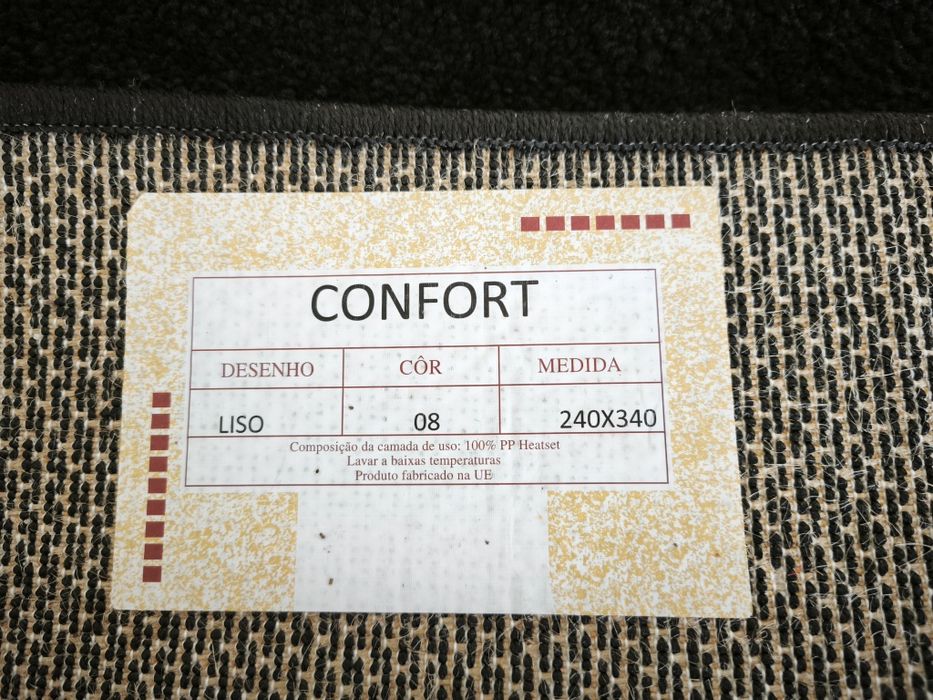 CONFORT
DESENHO CÔR MEDIDA
LISO 08 240X340
Composição da camada de uso: 100% PP Heatset
Lavar a baixas temperaturas
Produto fabricado na UE